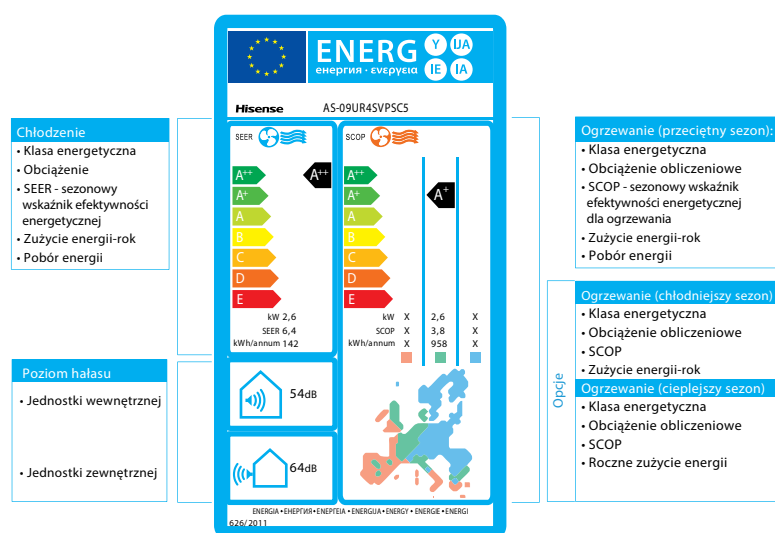 ENERG
енергия · ενεργεια
Y IJA
IE IA
Hisense AS-09UR4SVPSC5
Chłodzenie
• Klasa energetyczna
• Obciążenie
• SEER - sezonowy
wskaźnik efektywności
energetycznej
• Zużycie energii-rok
• Pobór energii
Poziom hałasu
• Jednostki wewnętrznej
• Jednostki zewnętrznej
SEER
A++ A++
A+
A
B
C
D
E
kW 2,6
SEER 6,4
kWh/annum 142
SCOP
A++
A+ A+
A
B
C
D
E
kW X 2,6 X
SCOP X 3,8 X
kWh/annum X 958 X
54dB
64dB
ENERGIA • ЕНЕРГИЯ • ΕΝΕΡΓΕΙΑ • ENERGIJA • ENERGY • ENERGIE • ENERGI
626/2011
Ogrzewanie (przeciętny sezon):
• Klasa energetyczna
• Obciążenie obliczeniowe
• SCOP - sezonowy wskaźnik
efektywności energetycznej
dla ogrzewania
• Zużycie energii-rok
• Pobór energii
Opcje
Ogrzewanie (chłodniejszy sezon)
• Klasa energetyczna
• Obciążenie obliczeniowe
• SCOP
• Zużycie energii-rok
Ogrzewanie (cieplejszy sezon)
• Klasa energetyczna
• Obciążenie obliczeniowe
• SCOP
• Roczne zużycie energii